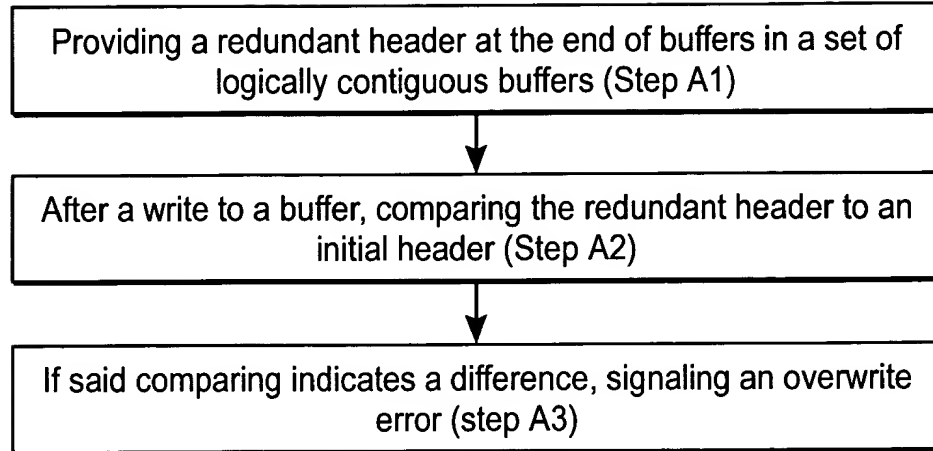 Providing a redundant header at the end of buffers in a set of
logically contiguous buffers (Step A1)
After a write to a buffer, comparing the redundant header to an
initial header (Step A2)
If said comparing indicates a difference, signaling an overwrite
error (step A3)